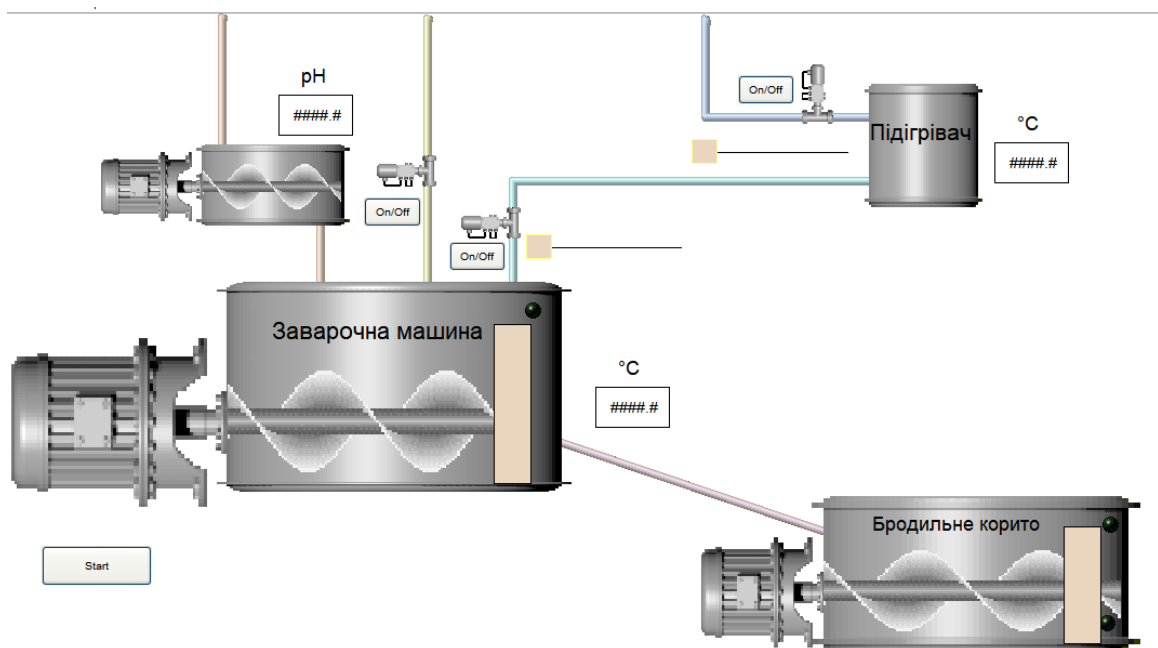 pH
####.#
On/Off
Підігрівач
°C
####.#
On/Off
On/Off
Заварочна машина
°C
####.#
Бродильне корито
Start